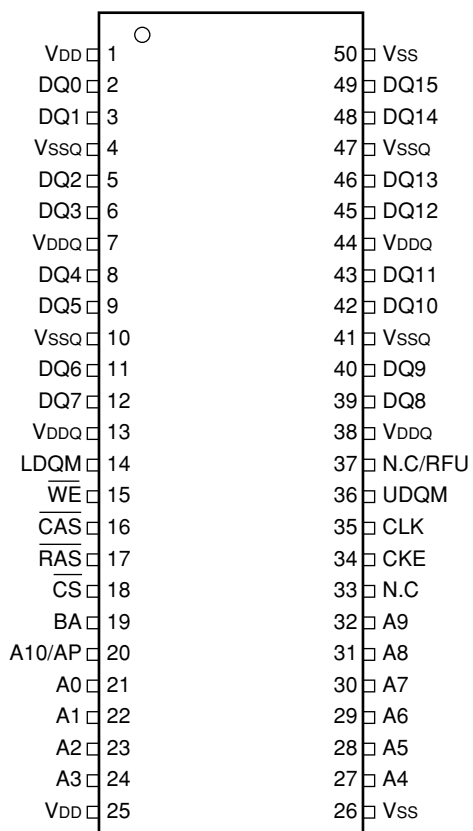 VDD 1 50 VSS
DQ0 2 49 DQ15
DQ1 3 48 DQ14
VSSQ 4 47 VSSQ
DQ2 5 46 DQ13
DQ3 6 45 DQ12
VDDQ 7 44 VDDQ
DQ4 8 43 DQ11
DQ5 9 42 DQ10
VSSQ 10 41 VSSQ
DQ6 11 40 DQ9
DQ7 12 39 DQ8
VDDQ 13 38 VDDQ
LDQM 14 37 N.C/RFU
W̅E̅ 15 36 UDQM
C̅A̅S̅ 16 35 CLK
R̅A̅S̅ 17 34 CKE
C̅S̅ 18 33 N.C
BA 19 32 A9
A10/AP 20 31 A8
A0 21 30 A7
A1 22 29 A6
A2 23 28 A5
A3 24 27 A4
VDD 25 26 VSS